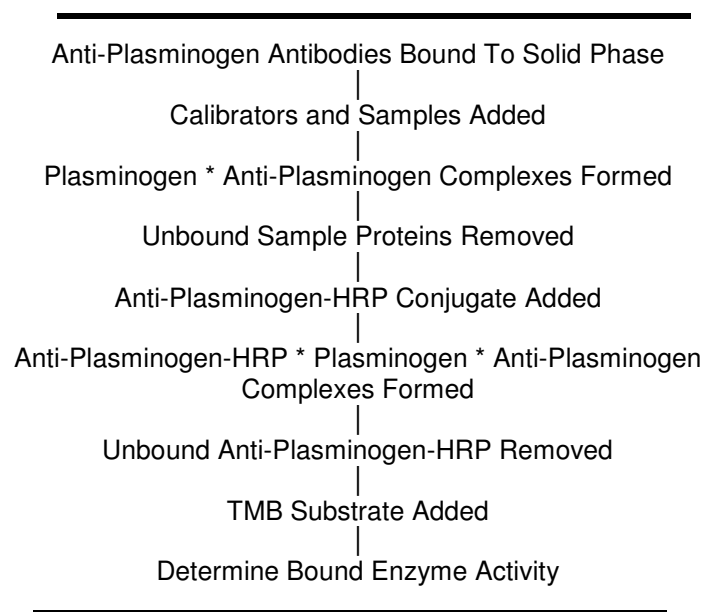 Anti-Plasminogen Antibodies Bound To Solid Phase
Calibrators and Samples Added
Plasminogen * Anti-Plasminogen Complexes Formed
Unbound Sample Proteins Removed
Anti-Plasminogen-HRP Conjugate Added
Anti-Plasminogen-HRP * Plasminogen * Anti-Plasminogen
Complexes Formed
Unbound Anti-Plasminogen-HRP Removed
TMB Substrate Added
Determine Bound Enzyme Activity